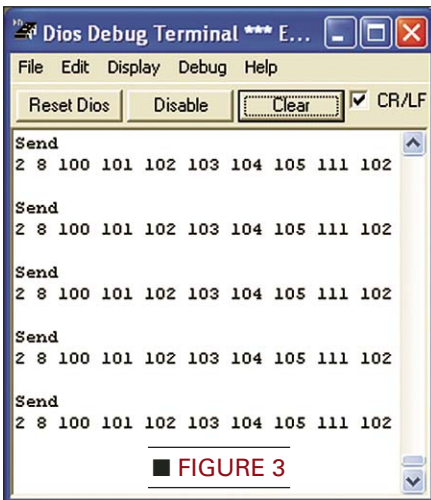 Dios Debug Terminal *** E...
File Edit Display Debug Help
Reset Dios Disable Clear CR/LF
Send
2 8 100 101 102 103 104 105 111 102
Send
2 8 100 101 102 103 104 105 111 102
Send
2 8 100 101 102 103 104 105 111 102
Send
2 8 100 101 102 103 104 105 111 102
Send
2 8 100 101 102 103 104 105 111 102
■ FIGURE 3